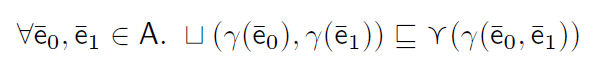 ∀ē₀, ē₁ ∈ A. ⊔(γ(ē₀), γ(ē₁)) ⊑ ϒ(γ(ē₀, ē₁))